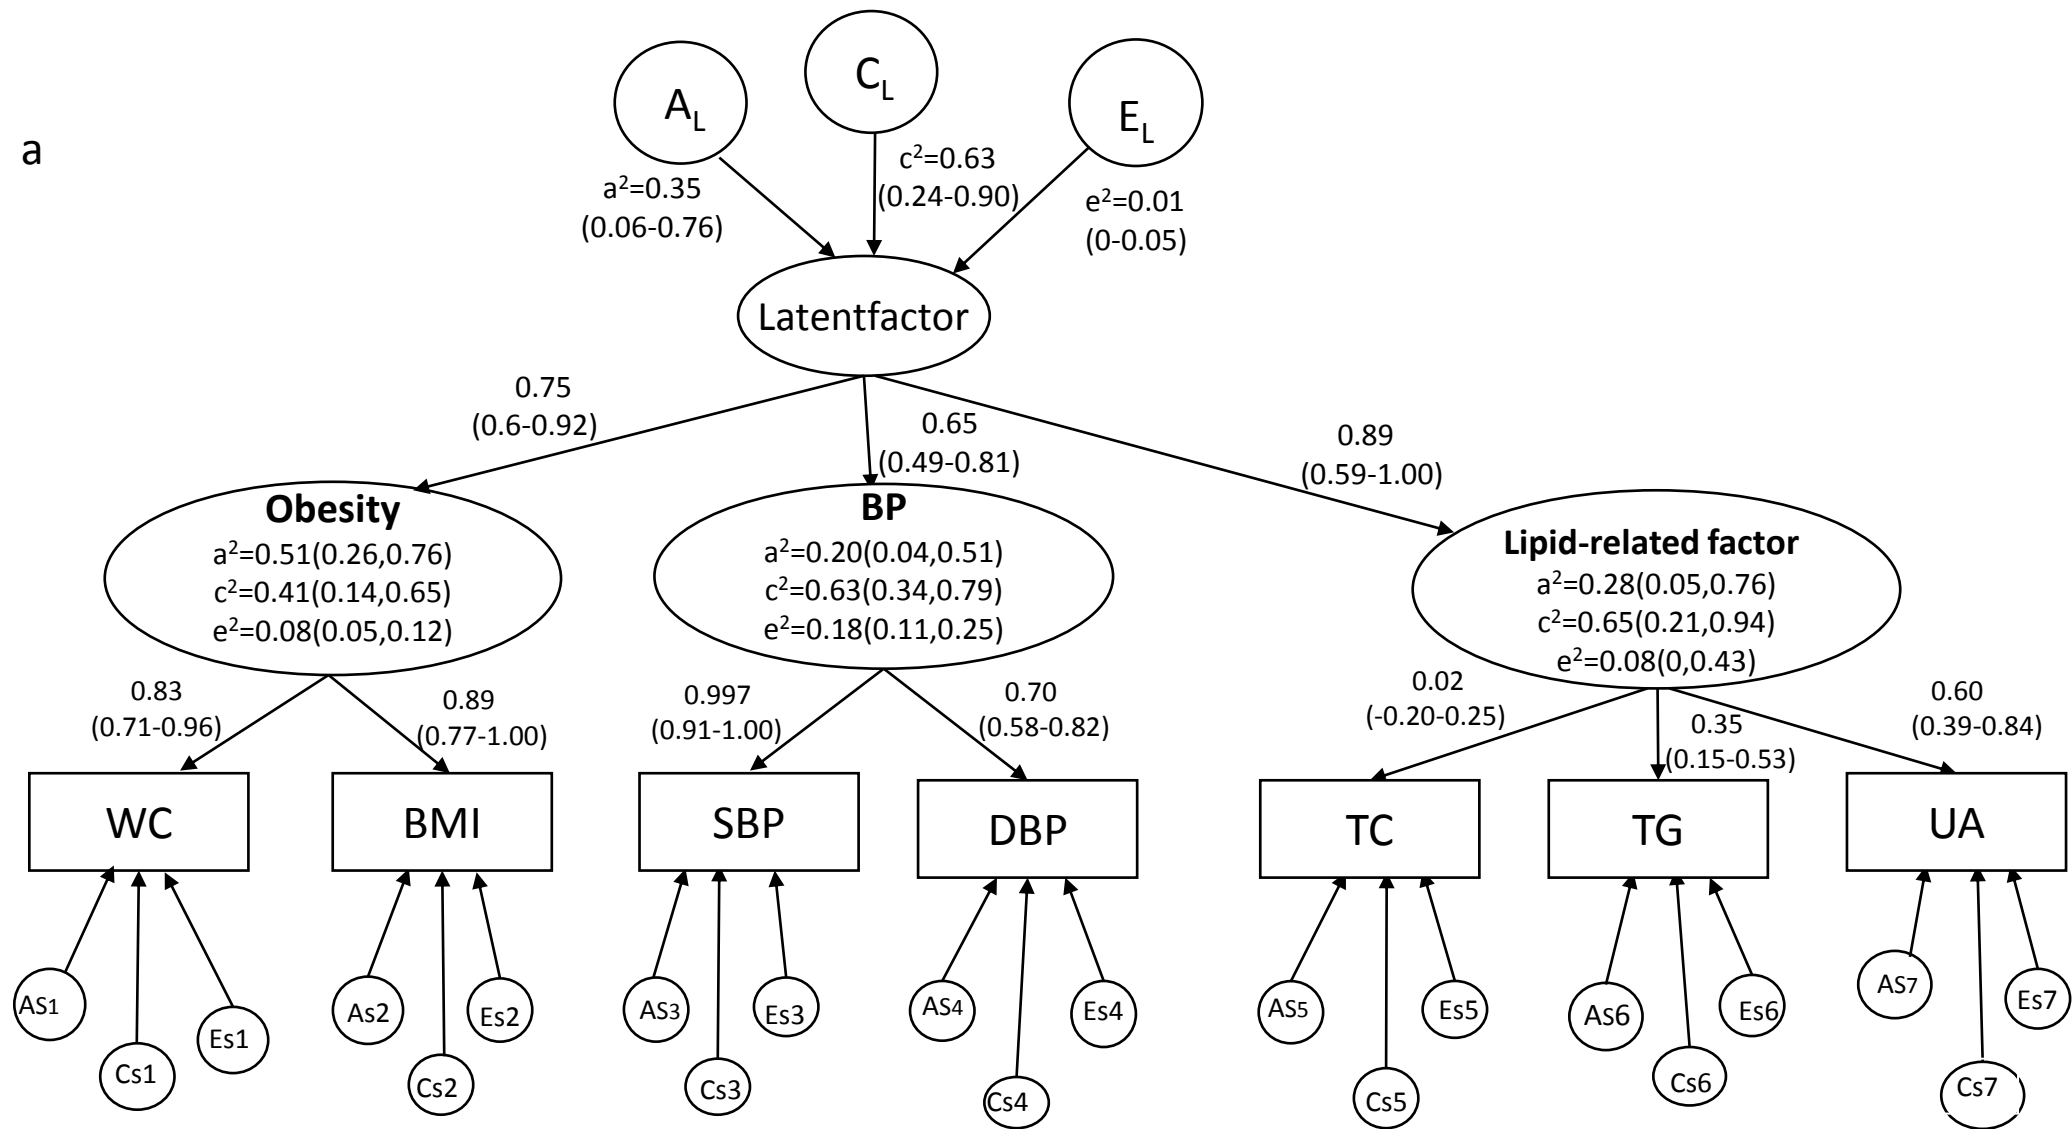 a
A_L
C_L
E_L
a²=0.35
(0.06-0.76)
c²=0.63
(0.24-0.90)
e²=0.01
(0-0.05)
Latentfactor
0.75
(0.6-0.92)
0.65
(0.49-0.81)
0.89
(0.59-1.00)
Obesity
a²=0.51(0.26,0.76)
c²=0.41(0.14,0.65)
e²=0.08(0.05,0.12)
BP
a²=0.20(0.04,0.51)
c²=0.63(0.34,0.79)
e²=0.18(0.11,0.25)
Lipid-related factor
a²=0.28(0.05,0.76)
c²=0.65(0.21,0.94)
e²=0.08(0,0.43)
0.83
(0.71-0.96)
0.89
(0.77-1.00)
0.997
(0.91-1.00)
0.70
(0.58-0.82)
0.02
(-0.20-0.25)
0.35
(0.15-0.53)
0.60
(0.39-0.84)
WC
BMI
SBP
DBP
TC
TG
UA
AS1
Cs1
Es1
As2
Cs2
Es2
AS3
Cs3
Es3
AS4
Cs4
Es4
AS5
Cs5
Es5
As6
Cs6
Es6
AS7
Cs7
Es7